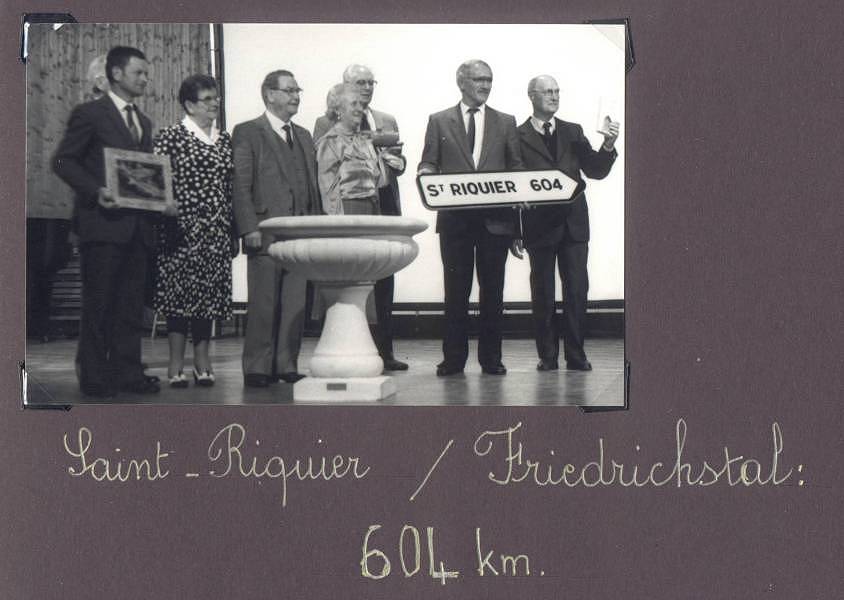 Sᵀ RIQUIER 604
Saint-Riquier / Friedrichstal:
604 km.